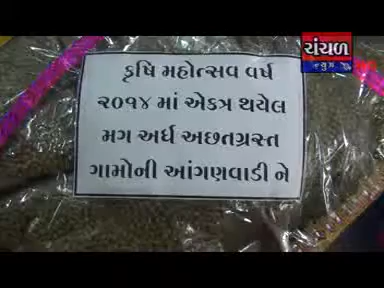 ચંચળ
ન્યુઝ
કૃષિ મહોત્સવ વર્ષ
૨૦૧૪ માં એકત્ર થયેલ
મગ અર્ધ અછતગ્રસ્ત
ગામોની આંગણવાડી ને